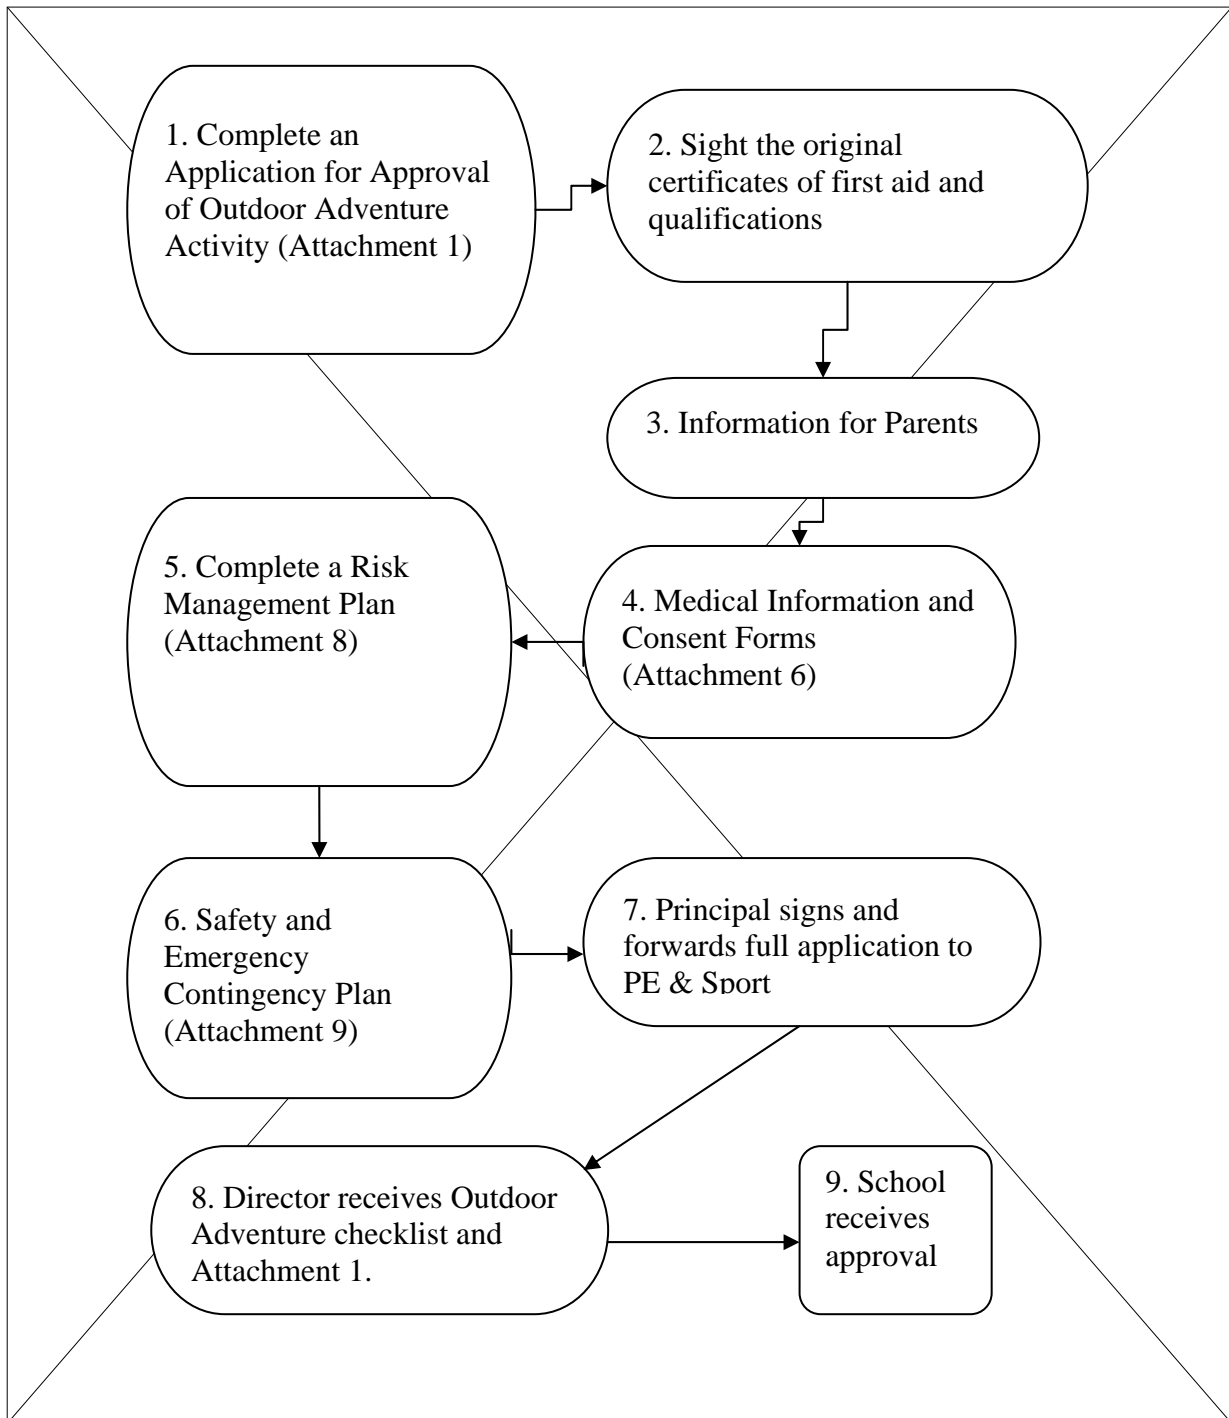 1. Complete an
Application for Approval
of Outdoor Adventure
Activity (Attachment 1)
2. Sight the original
certificates of first aid and
qualifications
3. Information for Parents
4. Medical Information and
Consent Forms
(Attachment 6)
5. Complete a Risk
Management Plan
(Attachment 8)
6. Safety and
Emergency
Contingency Plan
(Attachment 9)
7. Principal signs and
forwards full application to
PE & Sport
8. Director receives Outdoor
Adventure checklist and
Attachment 1.
9. School
receives
approval